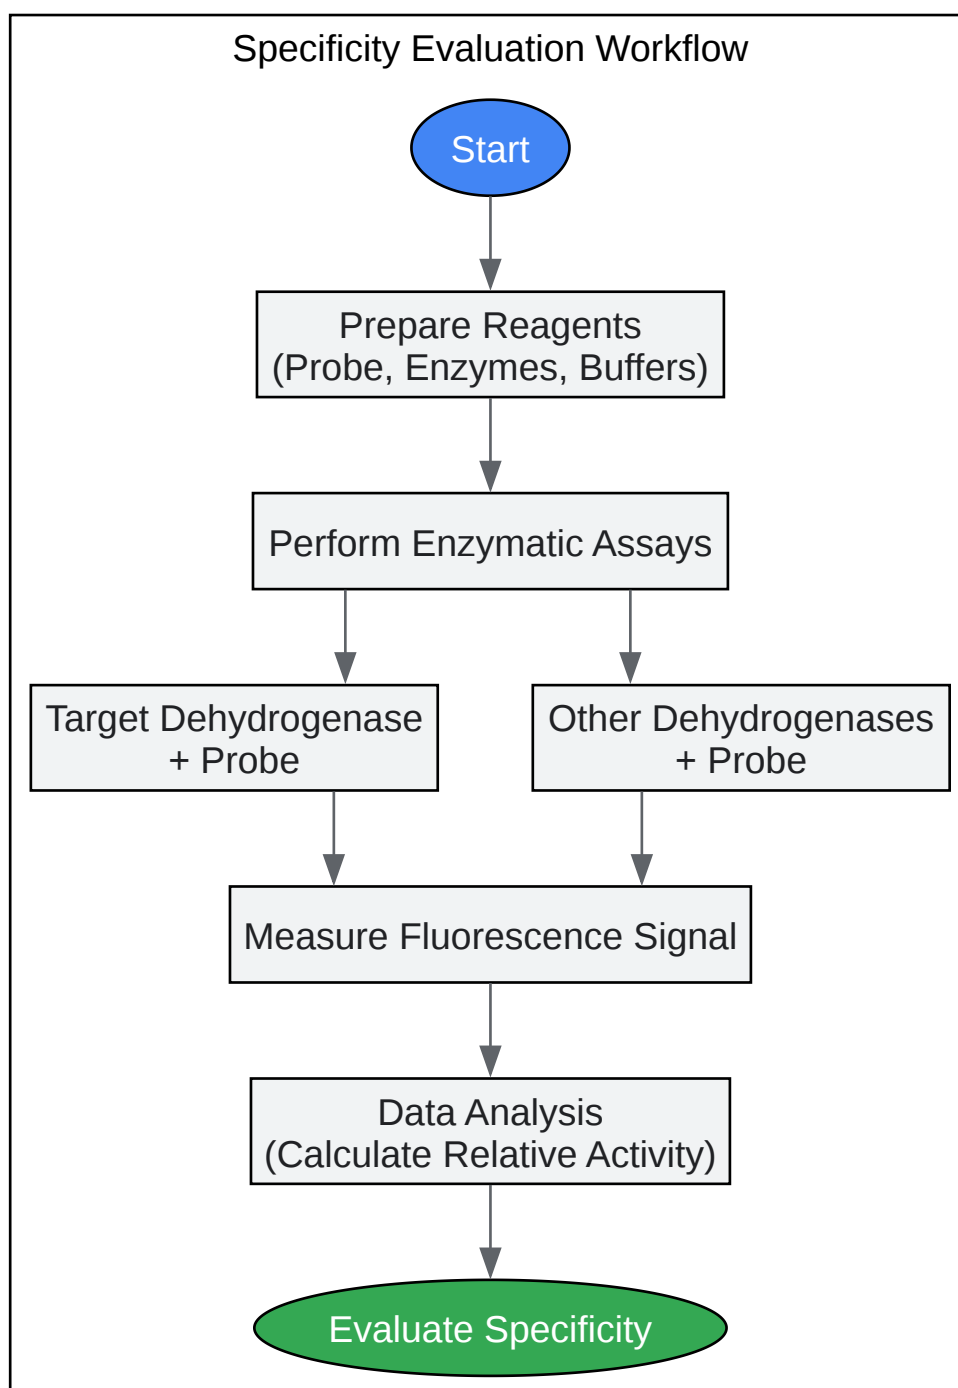 Specificity Evaluation Workflow
Start
Prepare Reagents
(Probe, Enzymes, Buffers)
Perform Enzymatic Assays
Target Dehydrogenase
+ Probe
Other Dehydrogenases
+ Probe
Measure Fluorescence Signal
Data Analysis
(Calculate Relative Activity)
Evaluate Specificity